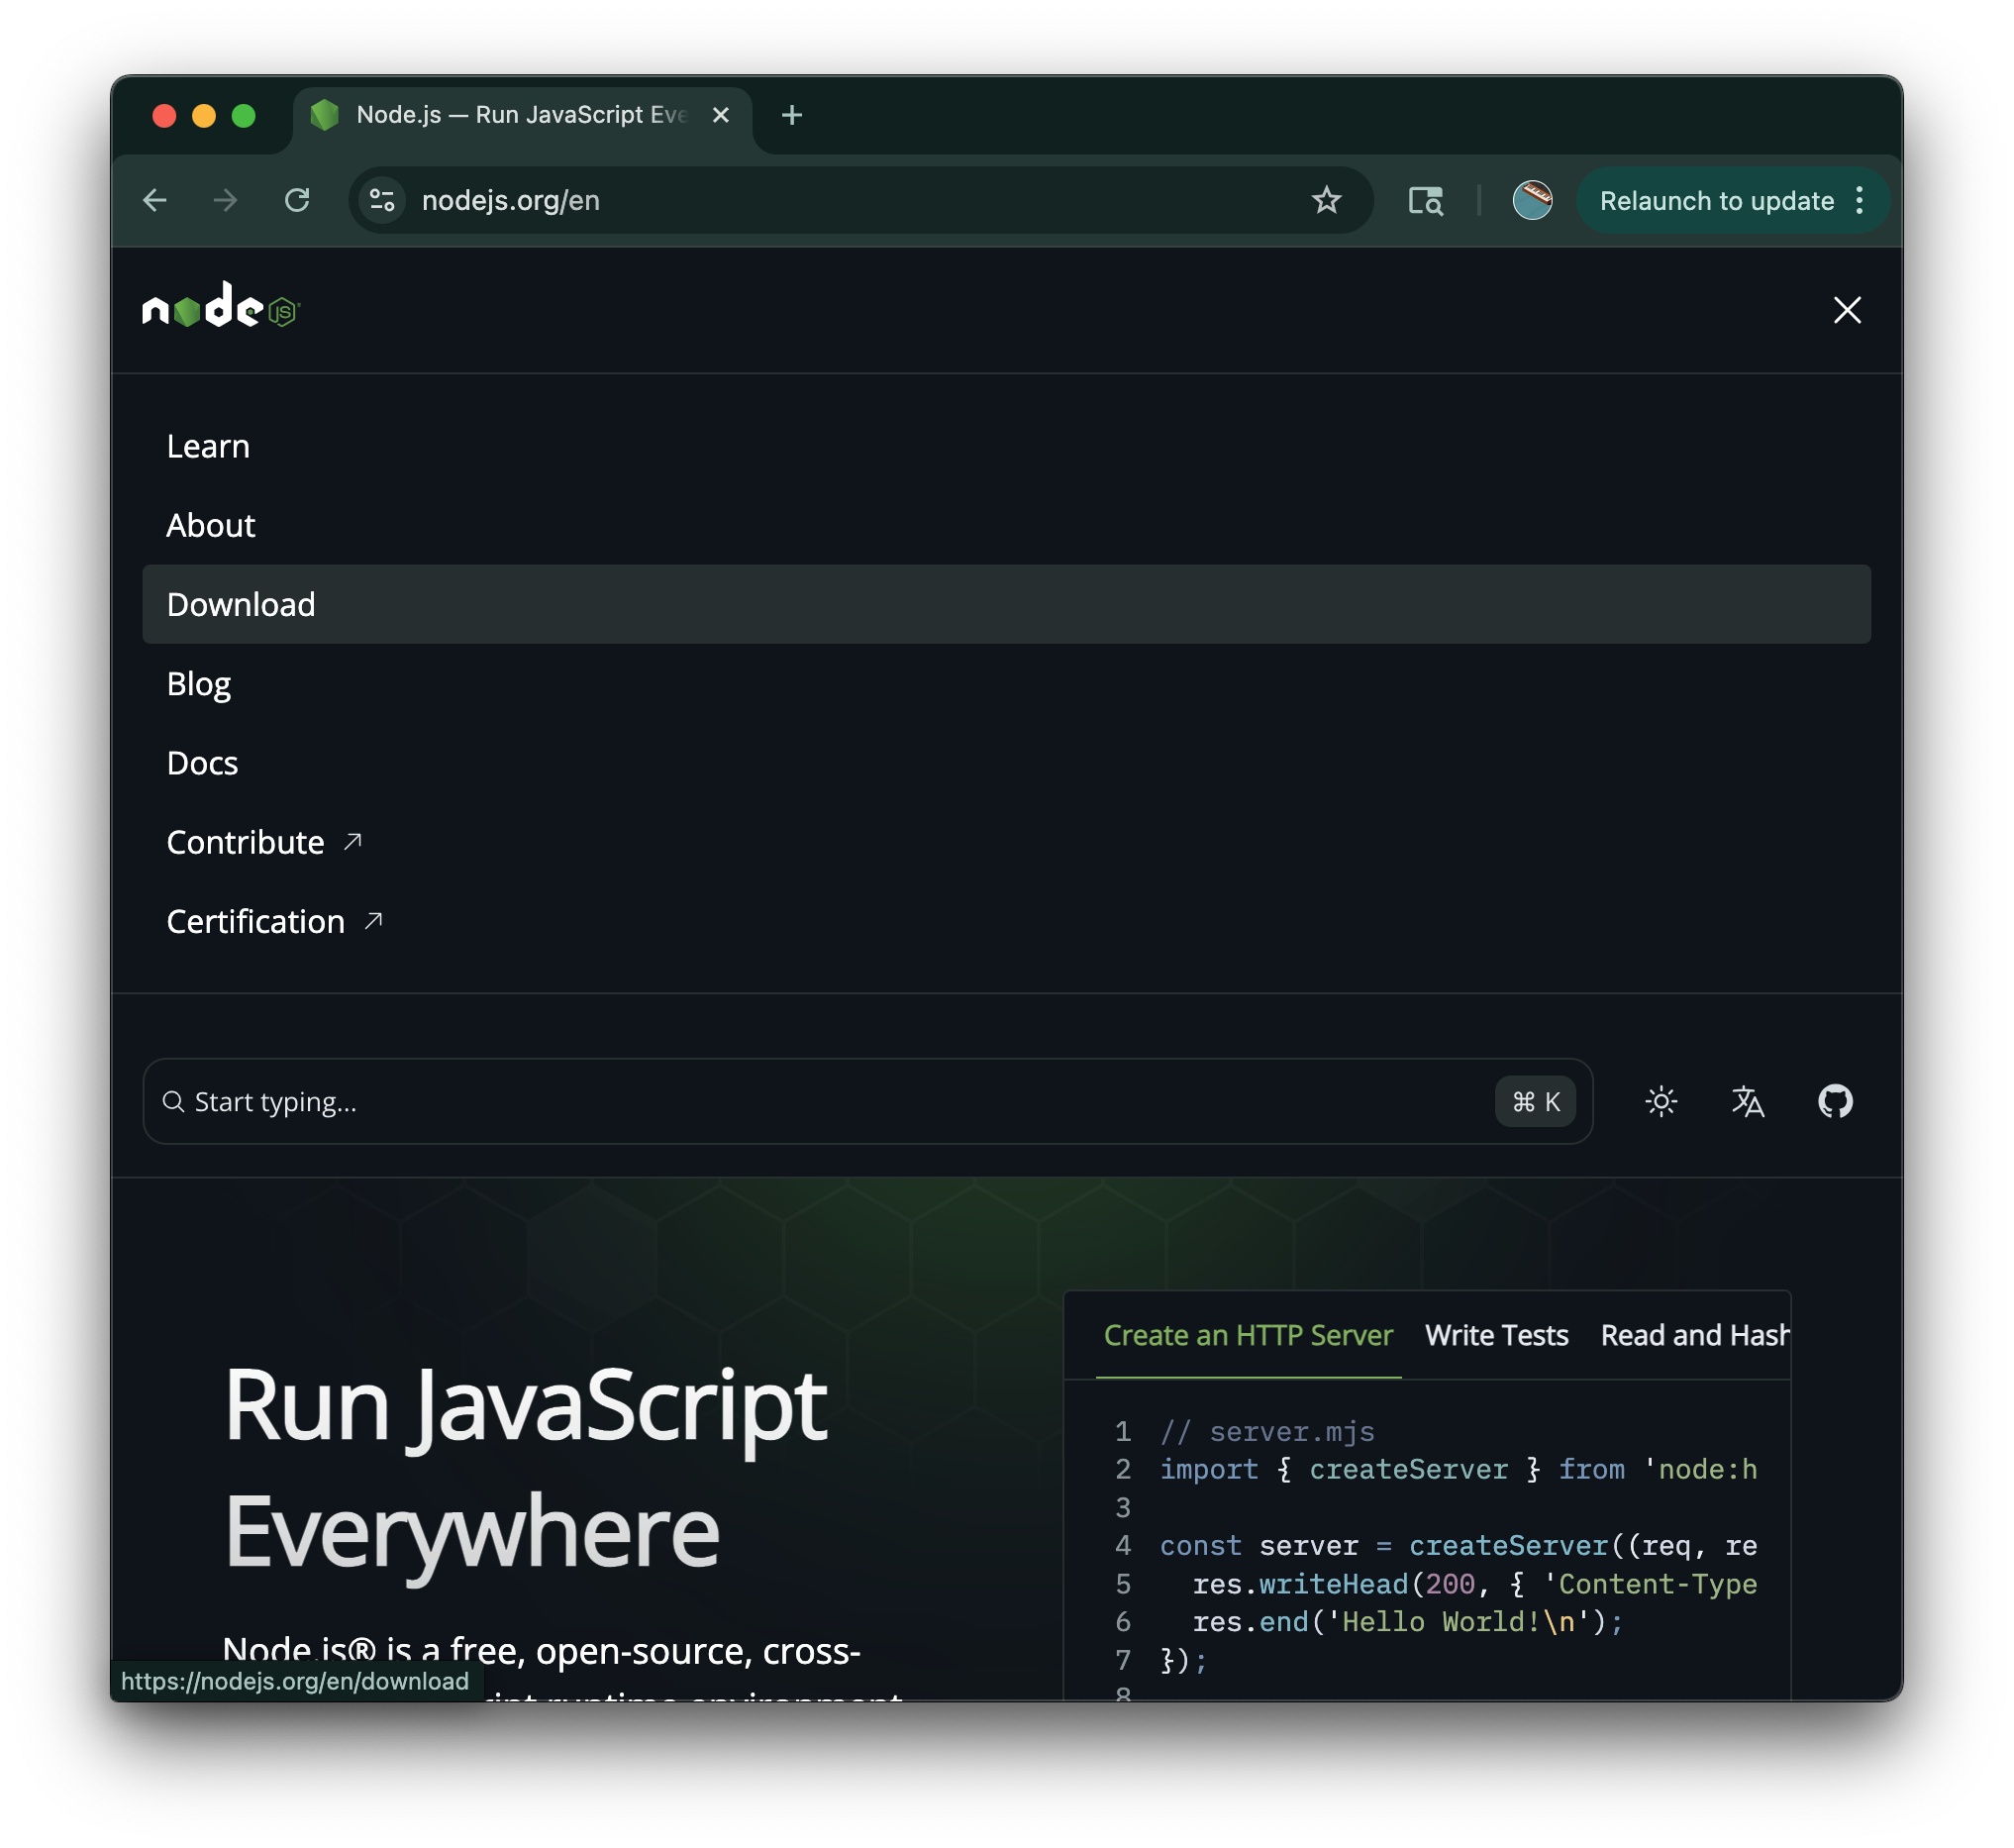 Node.js — Run JavaScript Eve
nodejs.org/en
Relaunch to update
node JS
Learn
About
Download
Blog
Docs
Contribute ↗
Certification ↗
Start typing...
⌘ K
Run JavaScript
Everywhere
Node.js® is a free, open-source, cross-
runtime environment
https://nodejs.org/en/download
Create an HTTP Server Write Tests Read and Hash
1 // server.mjs
2 import { createServer } from 'node:h
3
4 const server = createServer((req, re
5 res.writeHead(200, { 'Content-Type
6 res.end('Hello World!\n');
7 });
8